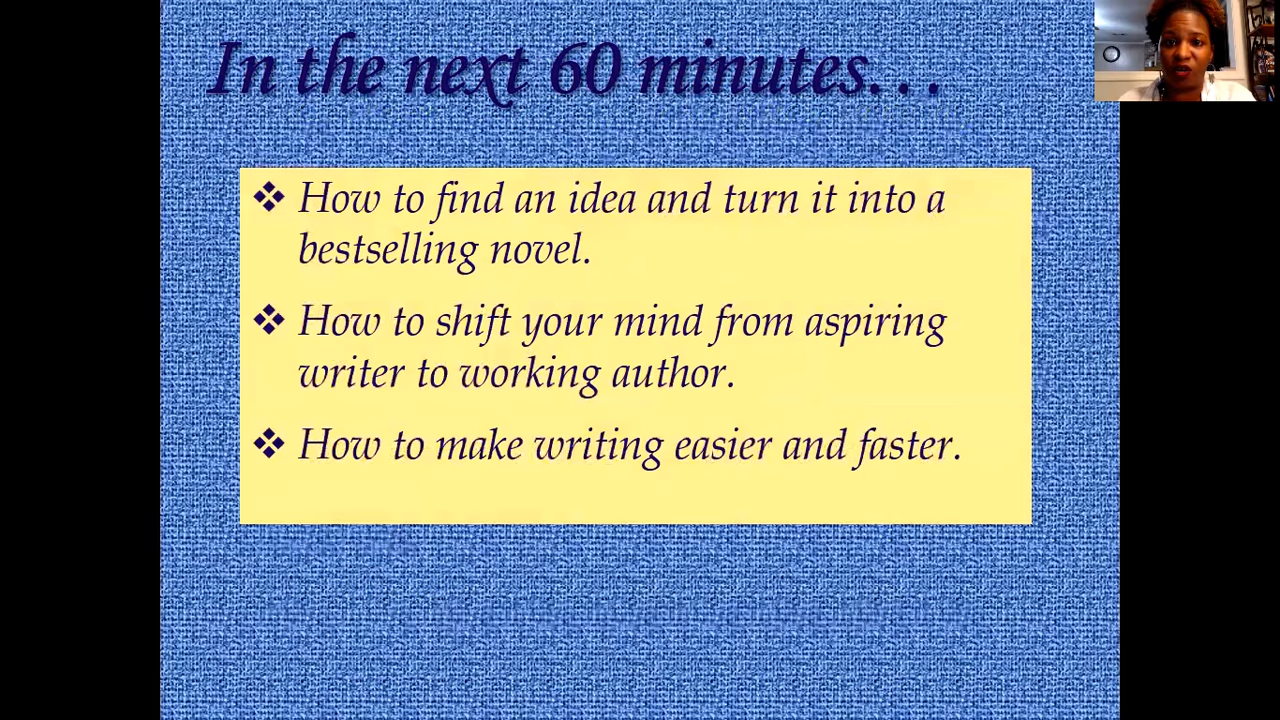 In the next 60 minutes…
❖ How to find an idea and turn it into a
bestselling novel.
❖ How to shift your mind from aspiring
writer to working author.
❖ How to make writing easier and faster.